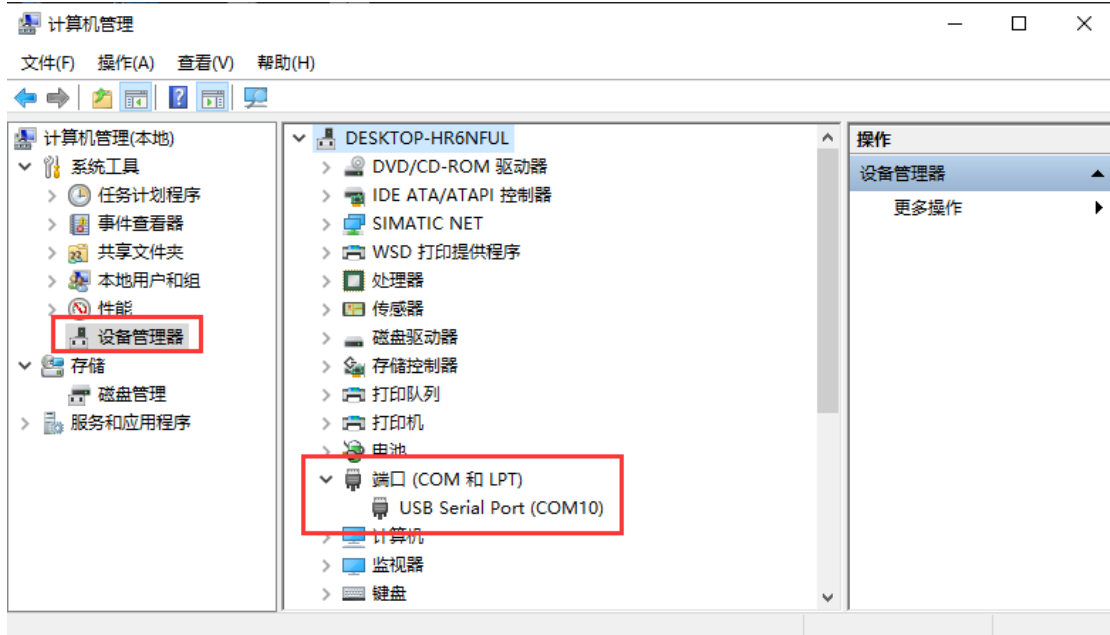 计算机管理
文件(F) 操作(A) 查看(V) 帮助(H)
计算机管理(本地)
系统工具
任务计划程序
事件查看器
共享文件夹
本地用户和组
性能
设备管理器
存储
磁盘管理
服务和应用程序
DESKTOP-HR6NFUL
DVD/CD-ROM 驱动器
IDE ATA/ATAPI 控制器
SIMATIC NET
WSD 打印提供程序
处理器
传感器
磁盘驱动器
存储控制器
打印队列
打印机
电池
端口 (COM 和 LPT)
USB Serial Port (COM10)
计算机
监视器
键盘
操作
设备管理器
更多操作